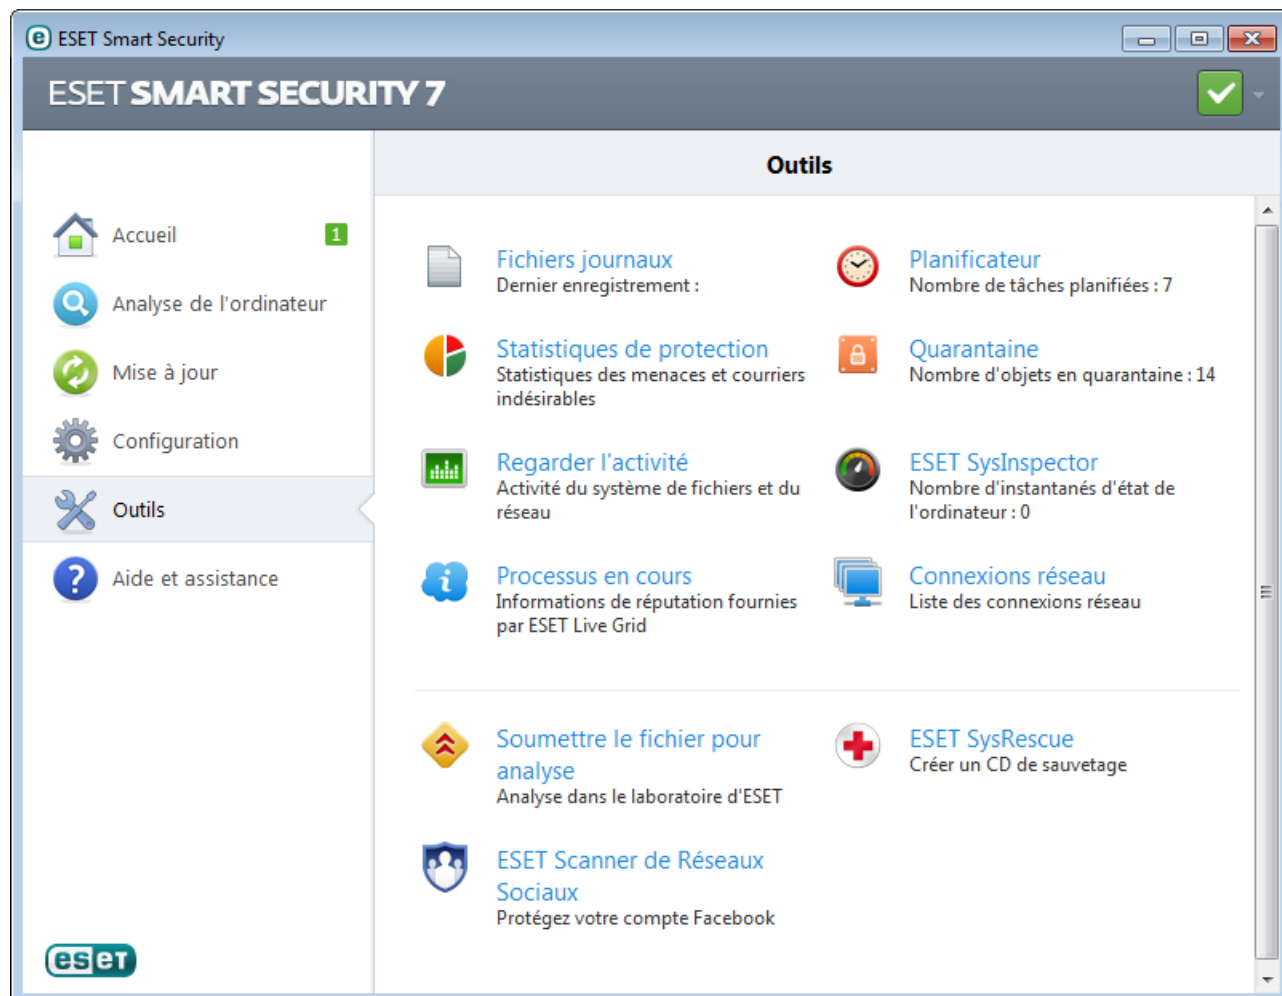 ESET Smart Security
ESET SMART SECURITY 7
Outils
Accueil 1
Analyse de l'ordinateur
Mise à jour
Configuration
Outils
Aide et assistance
Fichiers journaux
Dernier enregistrement :
Planificateur
Nombre de tâches planifiées : 7
Statistiques de protection
Statistiques des menaces et courriers
indésirables
Quarantaine
Nombre d'objets en quarantaine : 14
Regarder l'activité
Activité du système de fichiers et du
réseau
ESET SysInspector
Nombre d'instantanés d'état de
l'ordinateur : 0
Processus en cours
Informations de réputation fournies
par ESET Live Grid
Connexions réseau
Liste des connexions réseau
Soumettre le fichier pour
analyse
Analyse dans le laboratoire d'ESET
ESET SysRescue
Créer un CD de sauvetage
ESET Scanner de Réseaux
Sociaux
Protégez votre compte Facebook
eset